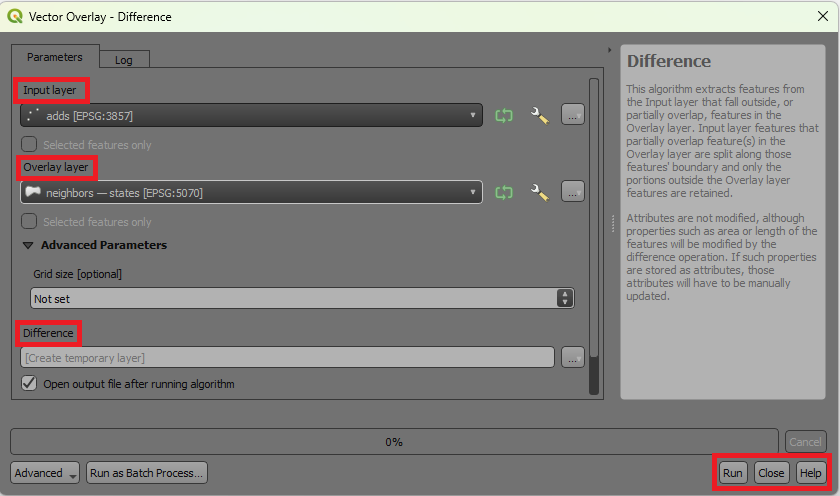 Vector Overlay - Difference
Parameters
Log
Input layer
adds [EPSG:3857]
...
Selected features only
Overlay layer
neighbors — states [EPSG:5070]
...
Selected features only
Advanced Parameters
Grid size [optional]
Not set
Difference
[Create temporary layer]
...
Open output file after running algorithm
Difference
This algorithm extracts features from
the Input layer that fall outside, or
partially overlap, features in the
Overlay layer. Input layer features that
partially overlap feature(s) in the
Overlay layer are split along those
features' boundary and only the
portions outside the Overlay layer
features are retained.
Attributes are not modified, although
properties such as area or length of the
features will be modified by the
difference operation. If such properties
are stored as attributes, those
attributes will have to be manually
updated.
0%
Cancel
Advanced
Run as Batch Process...
Run
Close
Help